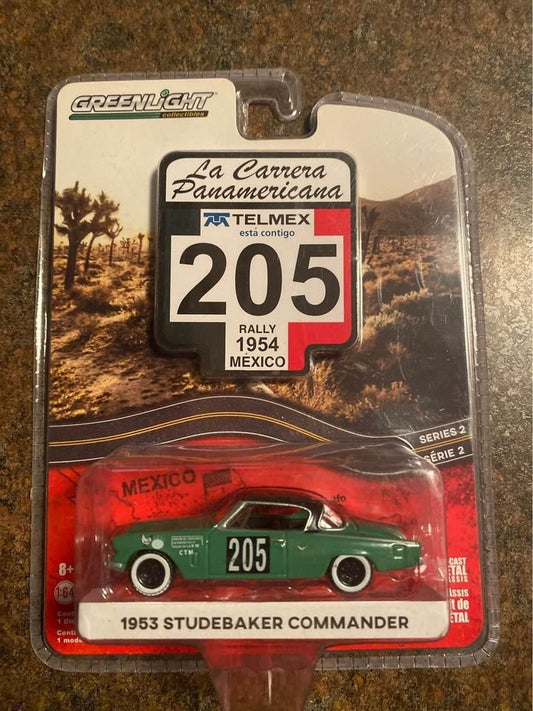 GREENLIGHT
collectibles
La Carrera
Panamericana
TELMEX
está contigo
205
RALLY
1954
MÉXICO
SERIES 2
SÉRIE 2
MEXICO
205
CTM
8+
1:64
1953 STUDEBAKER COMMANDER